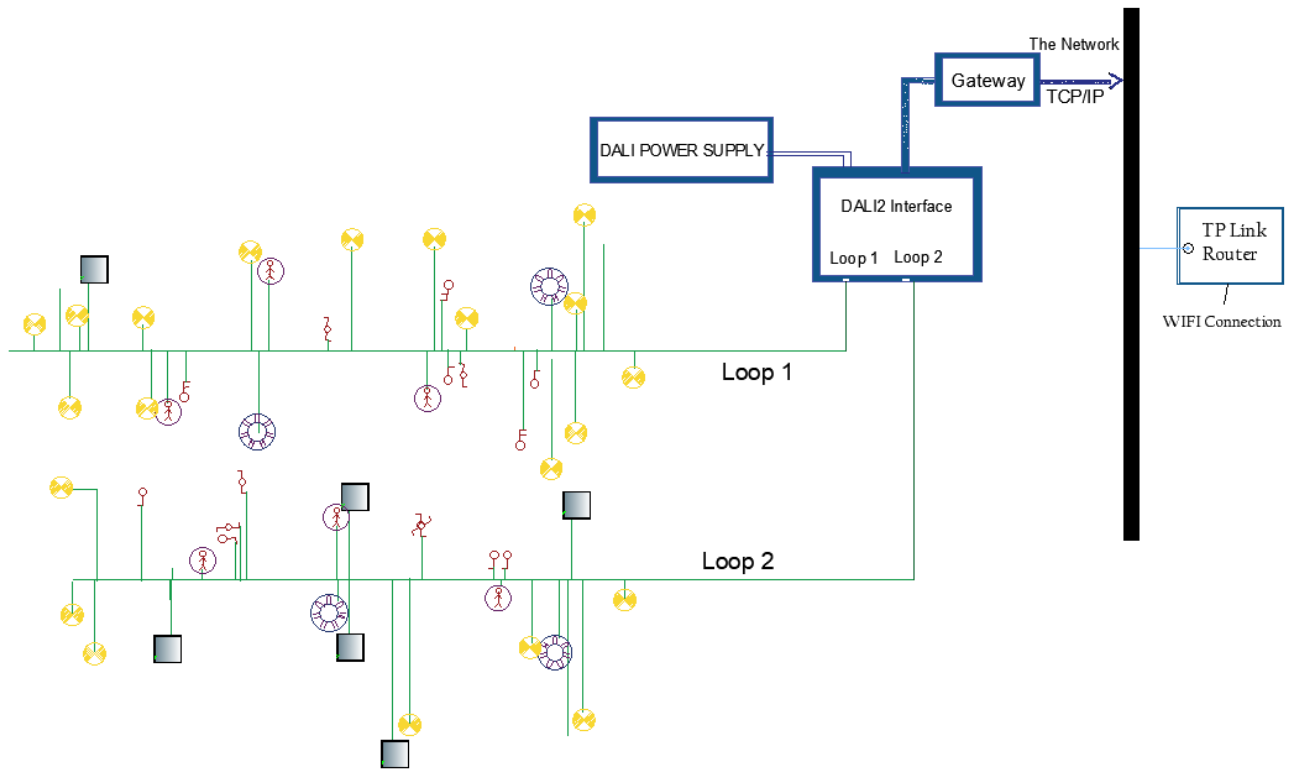 The Network
Gateway
TCP/IP
DALI POWER SUPPLY
DALI2 Interface
Loop 1
Loop 2
TP Link
Router
WIFI Connection
Loop 1
Loop 2